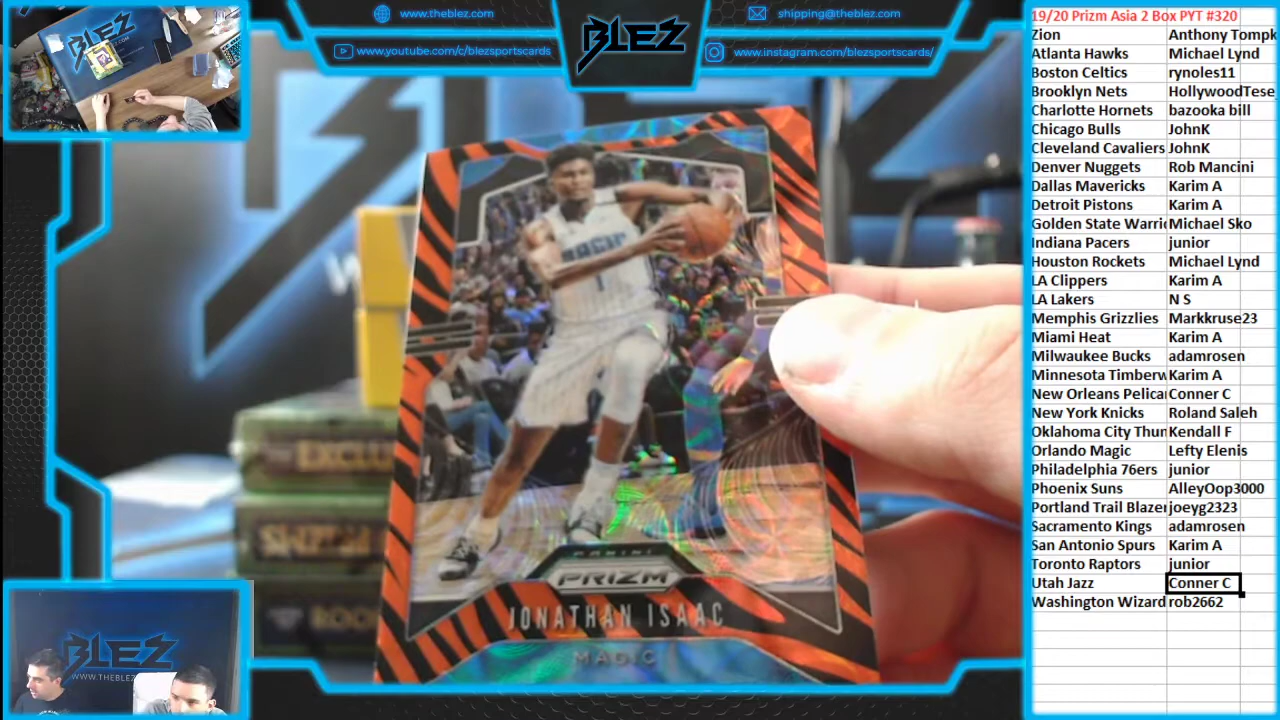 www.theblez.com
shipping@theblez.com
BLEZ
www.youtube.com/c/blezsportscards
www.instagram.com/blezsportscards/
MAGIC
1
PANINI
PRIZM
JONATHAN ISAAC
MAGIC
BLEZ
19/20 Prizm Asia 2 Box PYT #320
Zion Anthony Tompk
Atlanta Hawks Michael Lynd
Boston Celtics rynoles11
Brooklyn Nets HollywoodTese
Charlotte Hornets bazooka bill
Chicago Bulls JohnK
Cleveland Cavaliers JohnK
Denver Nuggets Rob Mancini
Dallas Mavericks Karim A
Detroit Pistons Karim A
Golden State Warri Michael Sko
Indiana Pacers junior
Houston Rockets Michael Lynd
LA Clippers Karim A
LA Lakers N S
Memphis Grizzlies Markkruse23
Miami Heat Karim A
Milwaukee Bucks adamrosen
Minnesota Timberw Karim A
New Orleans Pelica Conner C
New York Knicks Roland Saleh
Oklahoma City Thun Kendall F
Orlando Magic Lefty Elenis
Philadelphia 76ers junior
Phoenix Suns AlleyOop3000
Portland Trail Blazer joeyg2323
Sacramento Kings adamrosen
San Antonio Spurs Karim A
Toronto Raptors junior
Utah Jazz Conner C
Washington Wizard rob2662